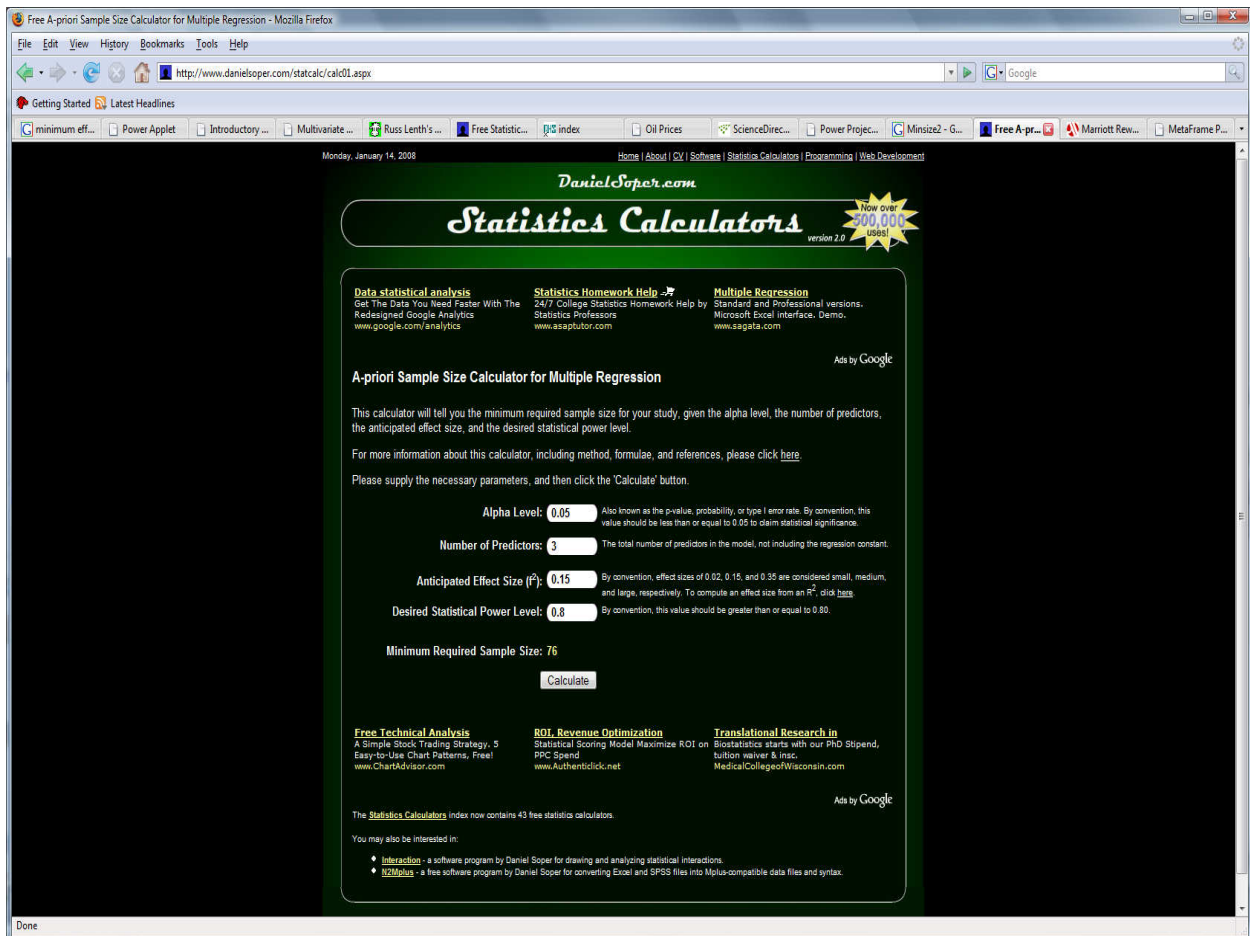 Free A-priori Sample Size Calculator for Multiple Regression - Mozilla Firefox
File Edit View History Bookmarks Tools Help
http://www.danielsoper.com/statcalc/calc01.aspx
G Google
Getting Started Latest Headlines
minimum eff... Power Applet Introductory ... Multivariate ... Russ Lenth's ... Free Statistic... index Oil Prices ScienceDirec... Power Projec... Minsize2 - G... Free A-pr... Marriott Rew... MetaFrame P...
Monday, January 14, 2008
Home | About | CV | Software | Statistics Calculators | Programming | Web Development
DanielSoper.com
Statistics Calculators
version 2.0
Now over
500,000
uses!
Data statistical analysis
Get The Data You Need Faster With The
Redesigned Google Analytics
www.google.com/analytics
Statistics Homework Help
24/7 College Statistics Homework Help by
Statistics Professors
www.asaptutor.com
Multiple Regression
Standard and Professional versions.
Microsoft Excel interface. Demo.
www.sagata.com
Ads by Google
A-priori Sample Size Calculator for Multiple Regression
This calculator will tell you the minimum required sample size for your study, given the alpha level, the number of predictors,
the anticipated effect size, and the desired statistical power level.
For more information about this calculator, including method, formulae, and references, please click here.
Please supply the necessary parameters, and then click the 'Calculate' button.
Alpha Level: 0.05
Also known as the p-value, probability, or type I error rate. By convention, this
value should be less than or equal to 0.05 to claim statistical significance.
Number of Predictors: 3
The total number of predictors in the model, not including the regression constant.
Anticipated Effect Size (f²): 0.15
By convention, effect sizes of 0.02, 0.15, and 0.35 are considered small, medium,
and large, respectively. To compute an effect size from an R², click here.
Desired Statistical Power Level: 0.8
By convention, this value should be greater than or equal to 0.80.
Minimum Required Sample Size: 76
Calculate
Free Technical Analysis
A Simple Stock Trading Strategy. 5
Easy-to-Use Chart Patterns, Free!
www.ChartAdvisor.com
ROI, Revenue Optimization
Statistical Scoring Model Maximize ROI on
PPC Spend
www.Authenticlick.net
Translational Research in
Biostatistics starts with our PhD Stipend,
tuition waiver & insc.
MedicalCollegeofWisconsin.com
Ads by Google
The Statistics Calculators index now contains 43 free statistics calculators.
You may also be interested in:
Interaction - a software program by Daniel Soper for drawing and analyzing statistical interactions.
N2Mplus - a free software program by Daniel Soper for converting Excel and SPSS files into Mplus-compatible data files and syntax.
Done